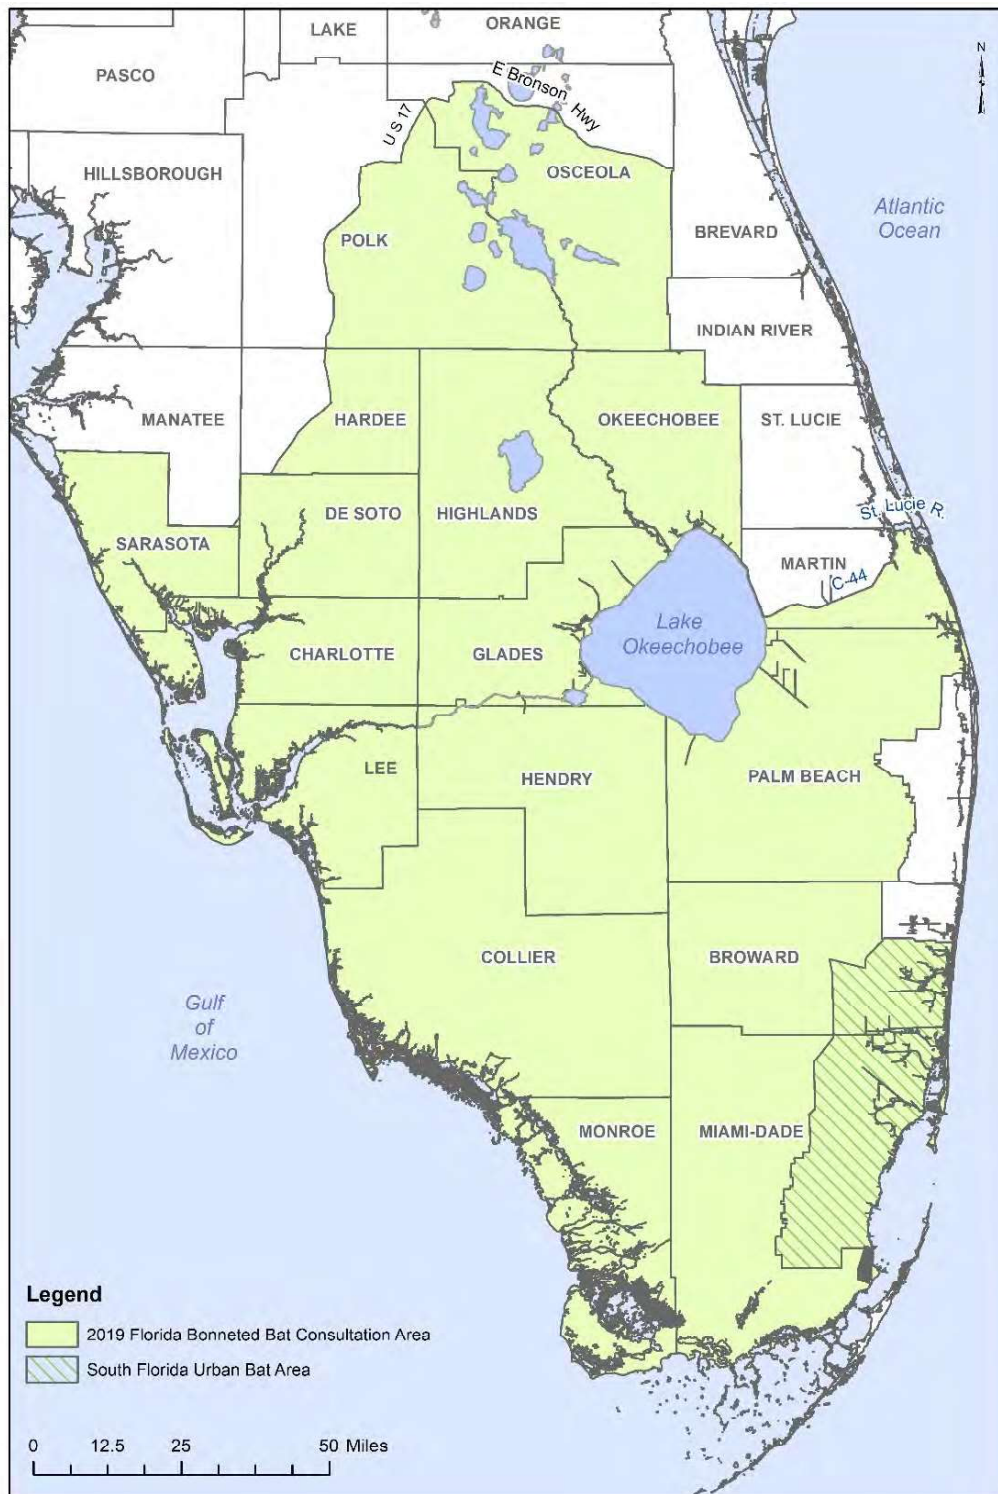 LAKE
ORANGE
PASCO
E Bronson Hwy
U S 17
N
HILLSBOROUGH
OSCEOLA
Atlantic
Ocean
POLK
BREVARD
INDIAN RIVER
MANATEE
HARDEE
OKEECHOBEE
ST. LUCIE
DE SOTO
HIGHLANDS
St. Lucie R.
SARASOTA
MARTIN
C-44
Lake
Okeechobee
CHARLOTTE
GLADES
LEE
HENDRY
PALM BEACH
COLLIER
BROWARD
Gulf
of
Mexico
MONROE
MIAMI-DADE
Legend
2019 Florida Bonneted Bat Consultation Area
South Florida Urban Bat Area
0 12.5 25 50 Miles